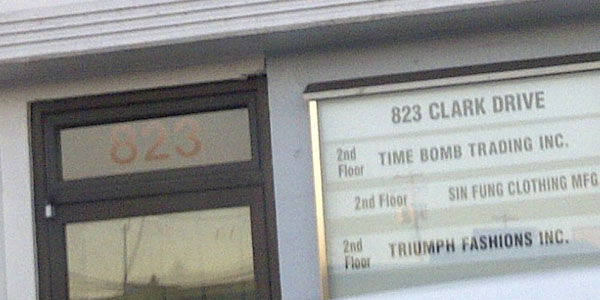 823
823 CLARK DRIVE
2nd Floor TIME BOMB TRADING INC.
2nd Floor SIN FUNG CLOTHING MFG
2nd Floor TRIUMPH FASHIONS INC.